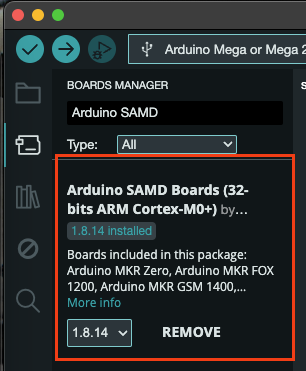 Arduino Mega or Mega 2
BOARDS MANAGER
Arduino SAMD
Type:
All
Arduino SAMD Boards (32-
bits ARM Cortex-M0+) by...
1.8.14 installed
Boards included in this package:
Arduino MKR Zero, Arduino MKR FOX
1200, Arduino MKR GSM 1400,...
More info
1.8.14
REMOVE